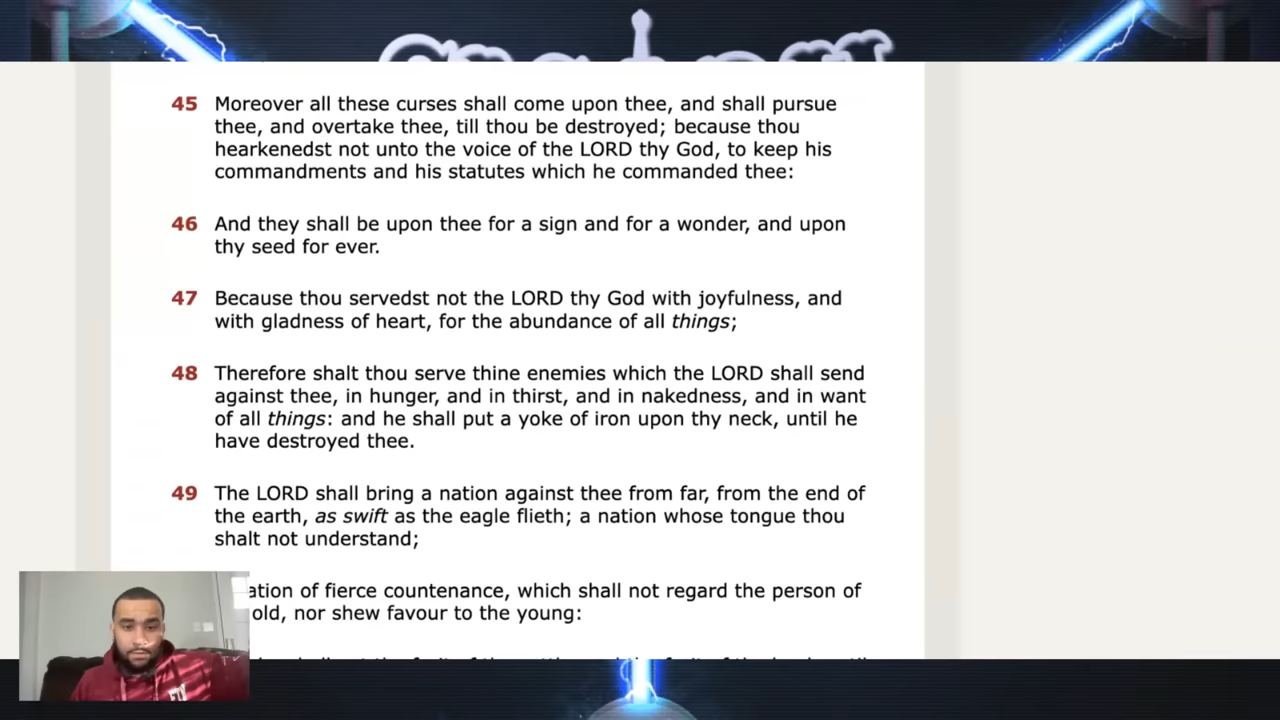 45 Moreover all these curses shall come upon thee, and shall pursue
thee, and overtake thee, till thou be destroyed; because thou
hearkenedst not unto the voice of the LORD thy God, to keep his
commandments and his statutes which he commanded thee:
46 And they shall be upon thee for a sign and for a wonder, and upon
thy seed for ever.
47 Because thou servedst not the LORD thy God with joyfulness, and
with gladness of heart, for the abundance of all things;
48 Therefore shalt thou serve thine enemies which the LORD shall send
against thee, in hunger, and in thirst, and in nakedness, and in want
of all things: and he shall put a yoke of iron upon thy neck, until he
have destroyed thee.
49 The LORD shall bring a nation against thee from far, from the end of
the earth, as swift as the eagle flieth; a nation whose tongue thou
shalt not understand;
ation of fierce countenance, which shall not regard the person of
old, nor shew favour to the young: